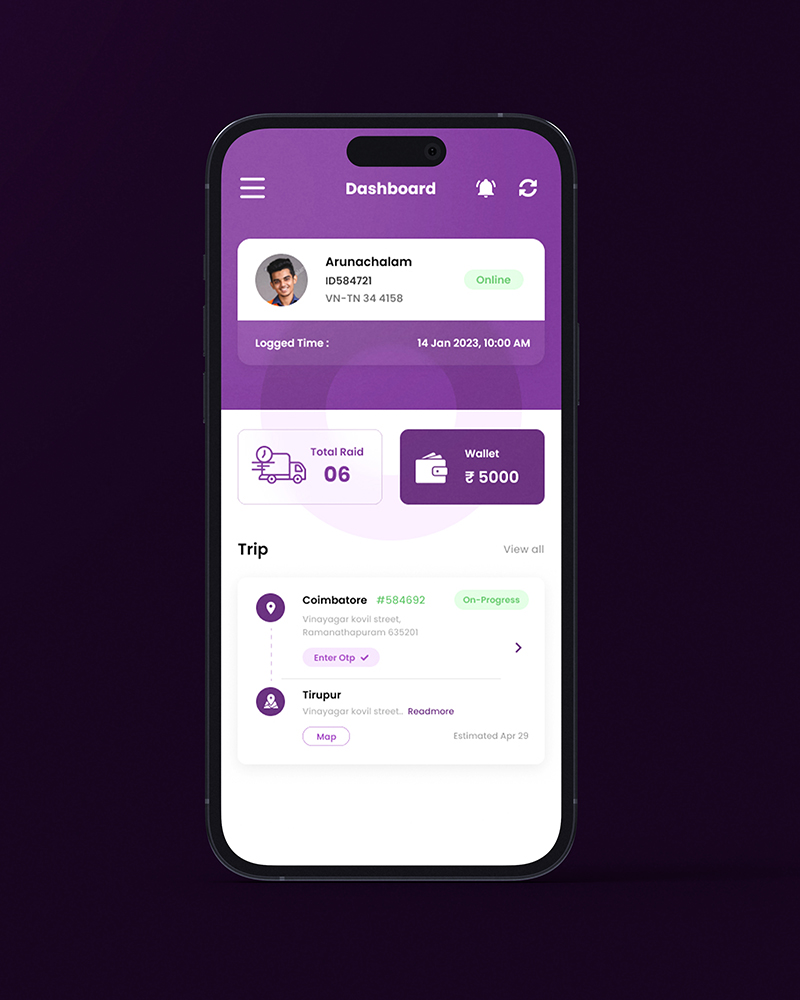 Dashboard
Arunachalam
ID584721
Online
VN-TN 34 4158
Logged Time :
14 Jan 2023, 10:00 AM
Total Raid
06
Wallet
₹ 5000
Trip
View all
Coimbatore #584692
On-Progress
Vinayagar kovil street,
Ramanathapuram 635201
Enter Otp
Tirupur
Vinayagar kovil street.. Readmore
Map
Estimated Apr 29